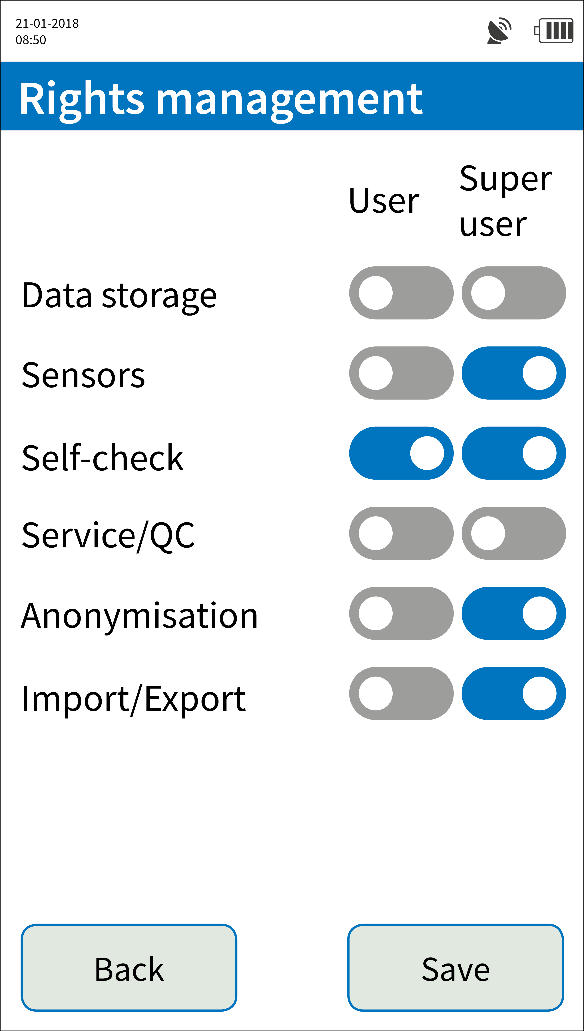 21-01-2018
08:50
Rights management
User
Super
user
Data storage
Sensors
Self-check
Service/QC
Anonymisation
Import/Export
Back
Save